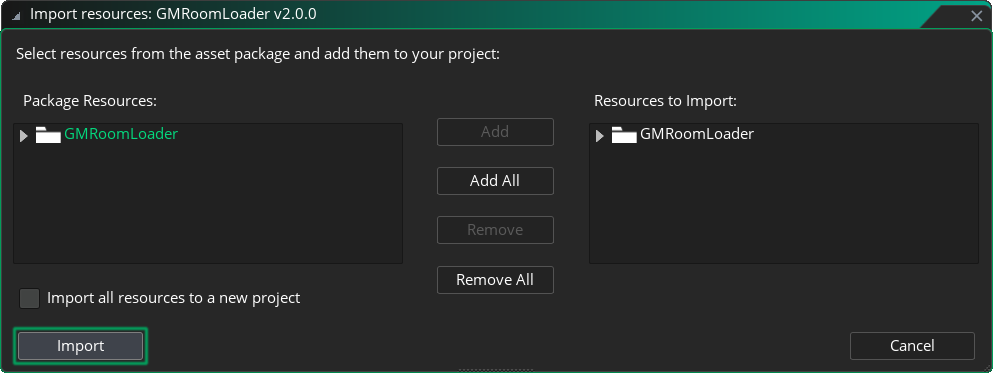 Import resources: GMRoomLoader v2.0.0
Select resources from the asset package and add them to your project:
Package Resources:
Resources to Import:
GMRoomLoader
Add
GMRoomLoader
Add All
Remove
Remove All
Import all resources to a new project
Import
Cancel